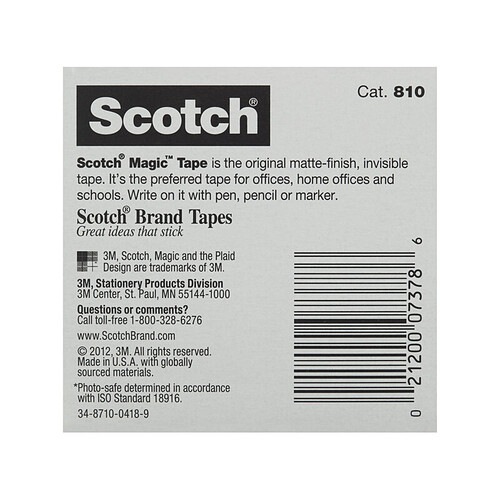 Scotch®
Cat. 810
Scotch® Magic™ Tape is the original matte-finish, invisible
tape. It's the preferred tape for offices, home offices and
schools. Write on it with pen, pencil or marker.
Scotch® Brand Tapes
Great ideas that stick
3M, Scotch, Magic and the Plaid
Design are trademarks of 3M.
3M, Stationery Products Division
3M Center, St. Paul, MN 55144-1000
Questions or comments?
Call toll-free 1-800-328-6276
www.ScotchBrand.com
© 2012, 3M. All rights reserved.
Made in U.S.A. with globally
sourced materials.
*Photo-safe determined in accordance
with ISO Standard 18916.
34-8710-0418-9
0 21200 07378 6